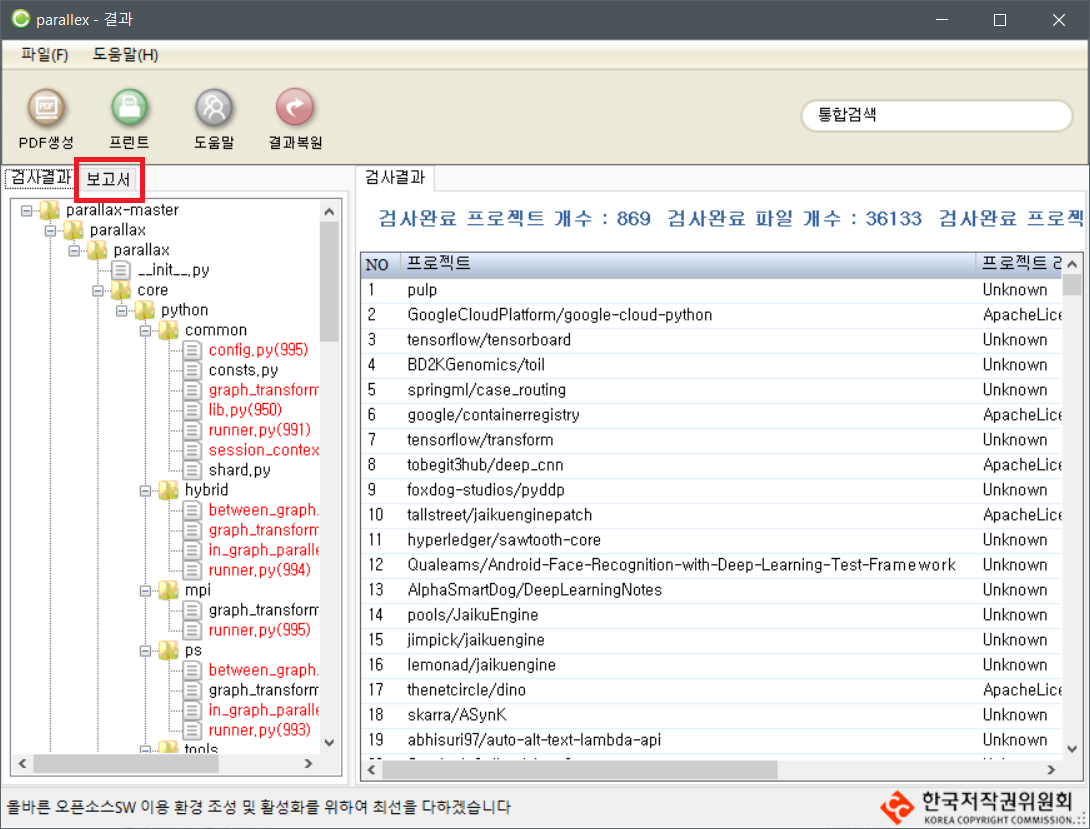 parallex - 결과
파일(F) 도움말(H)
PDF
PDF생성 프린트 도움말 결과복원
통합검색
검사결과 보고서
parallax-master
parallax
parallax
__init__.py
core
python
common
config.py(995)
consts.py
graph_transform
lib.py(950)
runner.py(991)
session_contex
shard.py
hybrid
between_graph.
graph_transform
in_graph_paralle
runner.py(994)
mpi
graph_transform
runner.py(995)
ps
between_graph.
graph_transform
in_graph_paralle
runner.py(993)
tools
검사결과
검사완료 프로젝트 개수 : 869 검사완료 파일 개수 : 36133 검사완료 프로젝
NO 프로젝트 프로젝트 라
1 pulp Unknown
2 GoogleCloudPlatform/google-cloud-python ApacheLice
3 tensorflow/tensorboard Unknown
4 BD2KGenomics/toil Unknown
5 springml/case_routing Unknown
6 google/containerregistry ApacheLice
7 tensorflow/transform Unknown
8 tobegit3hub/deep_cnn ApacheLice
9 foxdog-studios/pyddp Unknown
10 tallstreet/jaikuenginepatch ApacheLice
11 hyperledger/sawtooth-core Unknown
12 Qualeams/Android-Face-Recognition-with-Deep-Learning-Test-Framework Unknown
13 AlphaSmartDog/DeepLearningNotes Unknown
14 pools/JaikuEngine Unknown
15 jimpick/jaikuengine Unknown
16 lemonad/jaikuengine Unknown
17 thenetcircle/dino ApacheLice
18 skarra/ASynK Unknown
19 abhisuri97/auto-alt-text-lambda-api Unknown
올바른 오픈소스SW 이용 환경 조성 및 활성화를 위하여 최선을 다하겠습니다
한국저작권위원회
KOREA COPYRIGHT COMMISSION